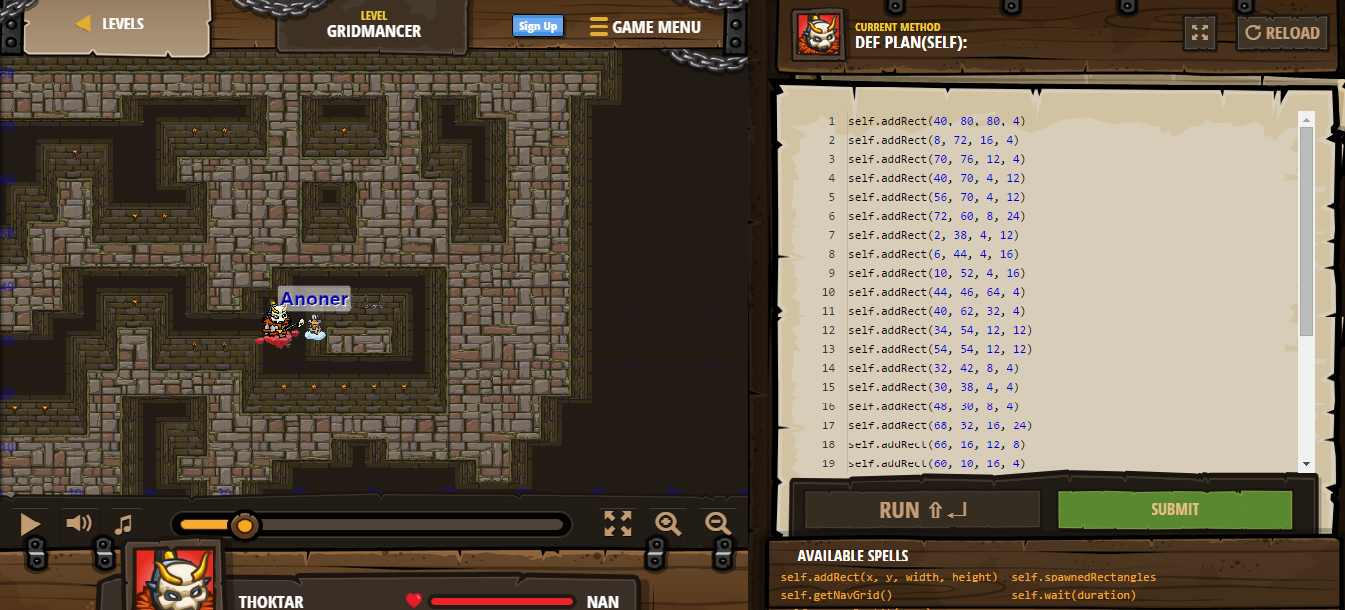 LEVELS
LEVEL
GRIDMANCER
Sign Up
GAME MENU
Anoner
THOKTAR
NAN
CURRENT METHOD
DEF PLAN(SELF):
RELOAD
1 self.addRect(40, 80, 80, 4)
2 self.addRect(8, 72, 16, 4)
3 self.addRect(70, 76, 12, 4)
4 self.addRect(40, 70, 4, 12)
5 self.addRect(56, 70, 4, 12)
6 self.addRect(72, 60, 8, 24)
7 self.addRect(2, 38, 4, 12)
8 self.addRect(6, 44, 4, 16)
9 self.addRect(10, 52, 4, 16)
10 self.addRect(44, 46, 64, 4)
11 self.addRect(40, 62, 32, 4)
12 self.addRect(34, 54, 12, 12)
13 self.addRect(54, 54, 12, 12)
14 self.addRect(32, 42, 8, 4)
15 self.addRect(30, 38, 4, 4)
16 self.addRect(48, 30, 8, 4)
17 self.addRect(68, 32, 16, 24)
18 self.addRect(66, 16, 12, 8)
19 self.addRect(60, 10, 16, 4)
RUN
SUBMIT
AVAILABLE SPELLS
self.addRect(x, y, width, height) self.spawnedRectangles
self.getNavGrid() self.wait(duration)